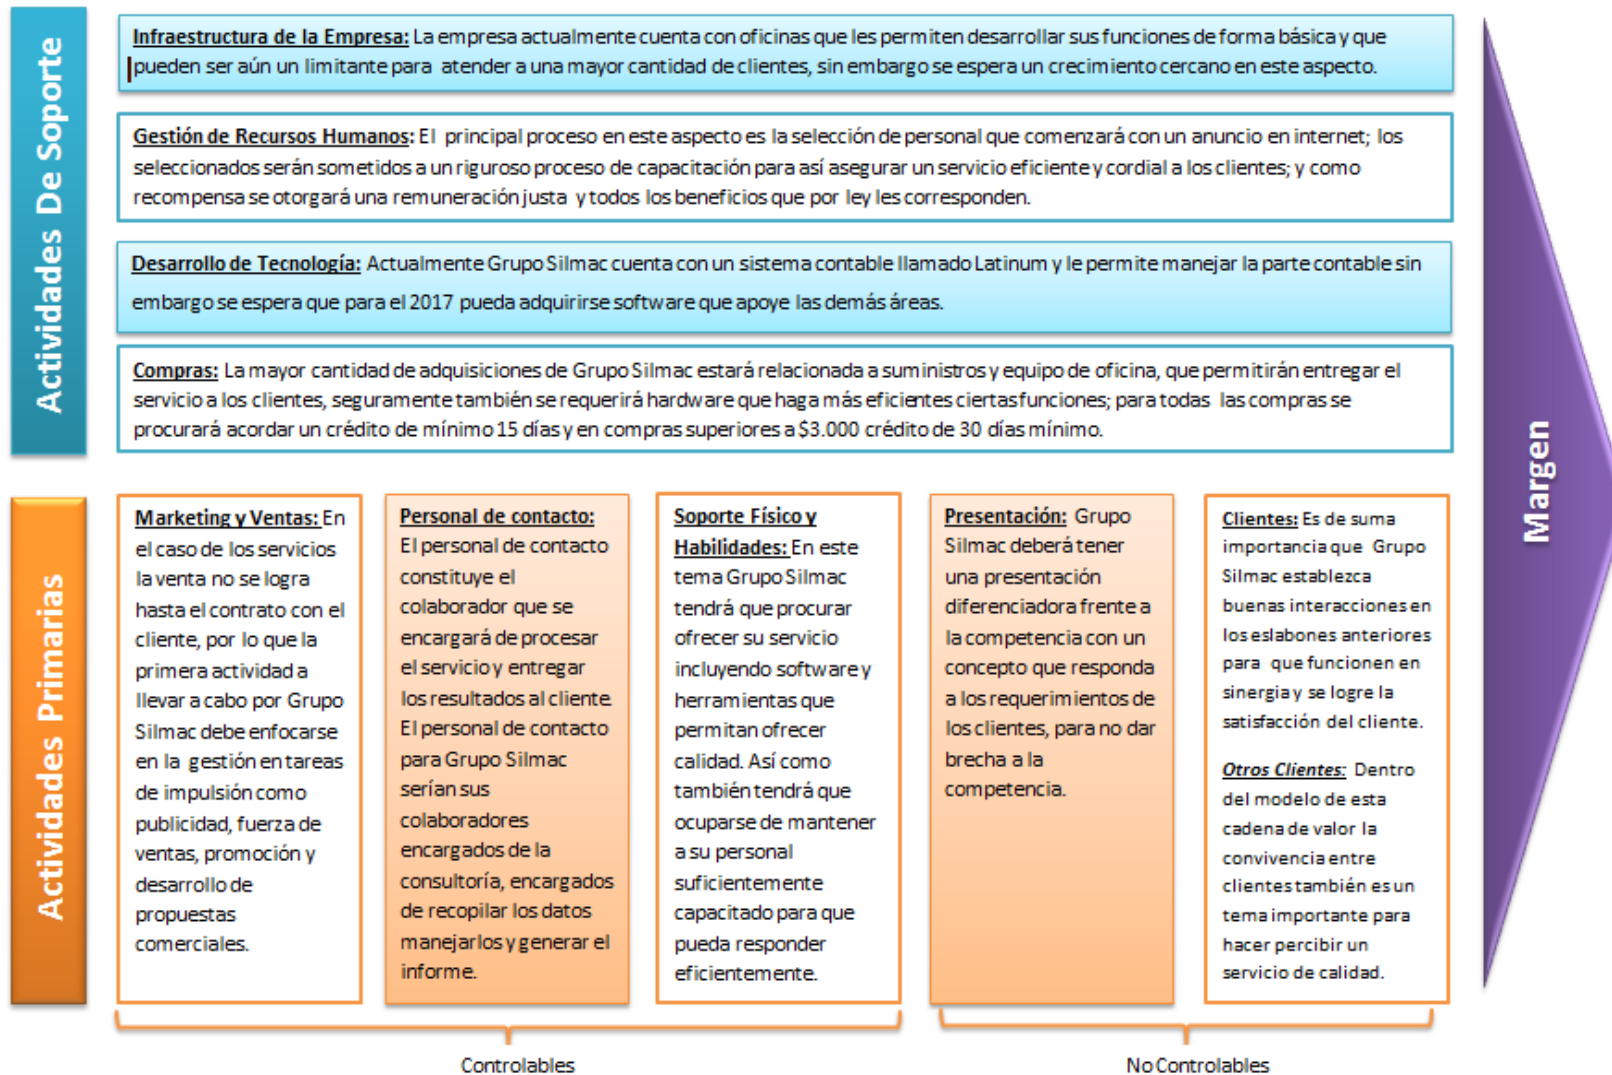 Actividades De Soporte
Infraestructura de la Empresa: La empresa actualmente cuenta con oficinas que les permiten desarrollar sus funciones de forma básica y que
pueden ser aún un limitante para atender a una mayor cantidad de clientes, sin embargo se espera un crecimiento cercano en este aspecto.
Gestión de Recursos Humanos: El principal proceso en este aspecto es la selección de personal que comenzará con un anuncio en internet; los
seleccionados serán sometidos a un riguroso proceso de capacitación para así asegurar un servicio eficiente y cordial a los clientes; y como
recompensa se otorgará una remuneración justa y todos los beneficios que por ley les corresponden.
Desarrollo de Tecnología: Actualmente Grupo Silmac cuenta con un sistema contable llamado Latinum y le permite manejar la parte contable sin
embargo se espera que para el 2017 pueda adquirirse software que apoye las demás áreas.
Compras: La mayor cantidad de adquisiciones de Grupo Silmac estará relacionada a suministros y equipo de oficina, que permitirán entregar el
servicio a los clientes, seguramente también se requerirá hardware que haga más eficientes ciertas funciones; para todas las compras se
procurará acordar un crédito de mínimo 15 días y en compras superiores a $3.000 crédito de 30 días mínimo.
Actividades Primarias
Marketing y Ventas: En
el caso de los servicios
la venta no se logra
hasta el contrato con el
cliente, por lo que la
primera actividad a
llevar a cabo por Grupo
Silmac debe enfocarse
en la gestión en tareas
de impulsión como
publicidad, fuerza de
ventas, promoción y
desarrollo de
propuestas
comerciales.
Personal de contacto:
El personal de contacto
constituye el
colaborador que se
encargará de procesar
el servicio y entregar
los resultados al cliente
El personal de contacto
para Grupo Silmac
serían sus
colaboradores
encargados de la
consultoría, encargados
de recopilar los datos
manejarlos y generar el
informe.
Soporte Físico y
Habilidades: En este
tema Grupo Silmac
tendrá que procurar
ofrecer su servicio
incluyendo software y
herramientas que
permitan ofrecer
calidad. Así como
también tendrá que
ocuparse de mantener
a su personal
suficientemente
capacitado para que
pueda responder
eficientemente.
Presentación: Grupo
Silmac deberá tener
una presentación
diferenciadora frente a
la competencia con un
concepto que responda
a los requerimientos de
los clientes, para no dar
brecha a la
competencia.
Clientes: Es de suma
importancia que Grupo
Silmac establezca
buenas interacciones en
los eslabones anteriores
para que funcionen en
sinergia y se logre la
satisfacción del cliente.
Otros Clientes: Dentro
del modelo de esta
cadena de valor la
convivencia entre
clientes también es un
tema importante para
hacer percibir un
servicio de calidad.
Margen
Controlables
No Controlables